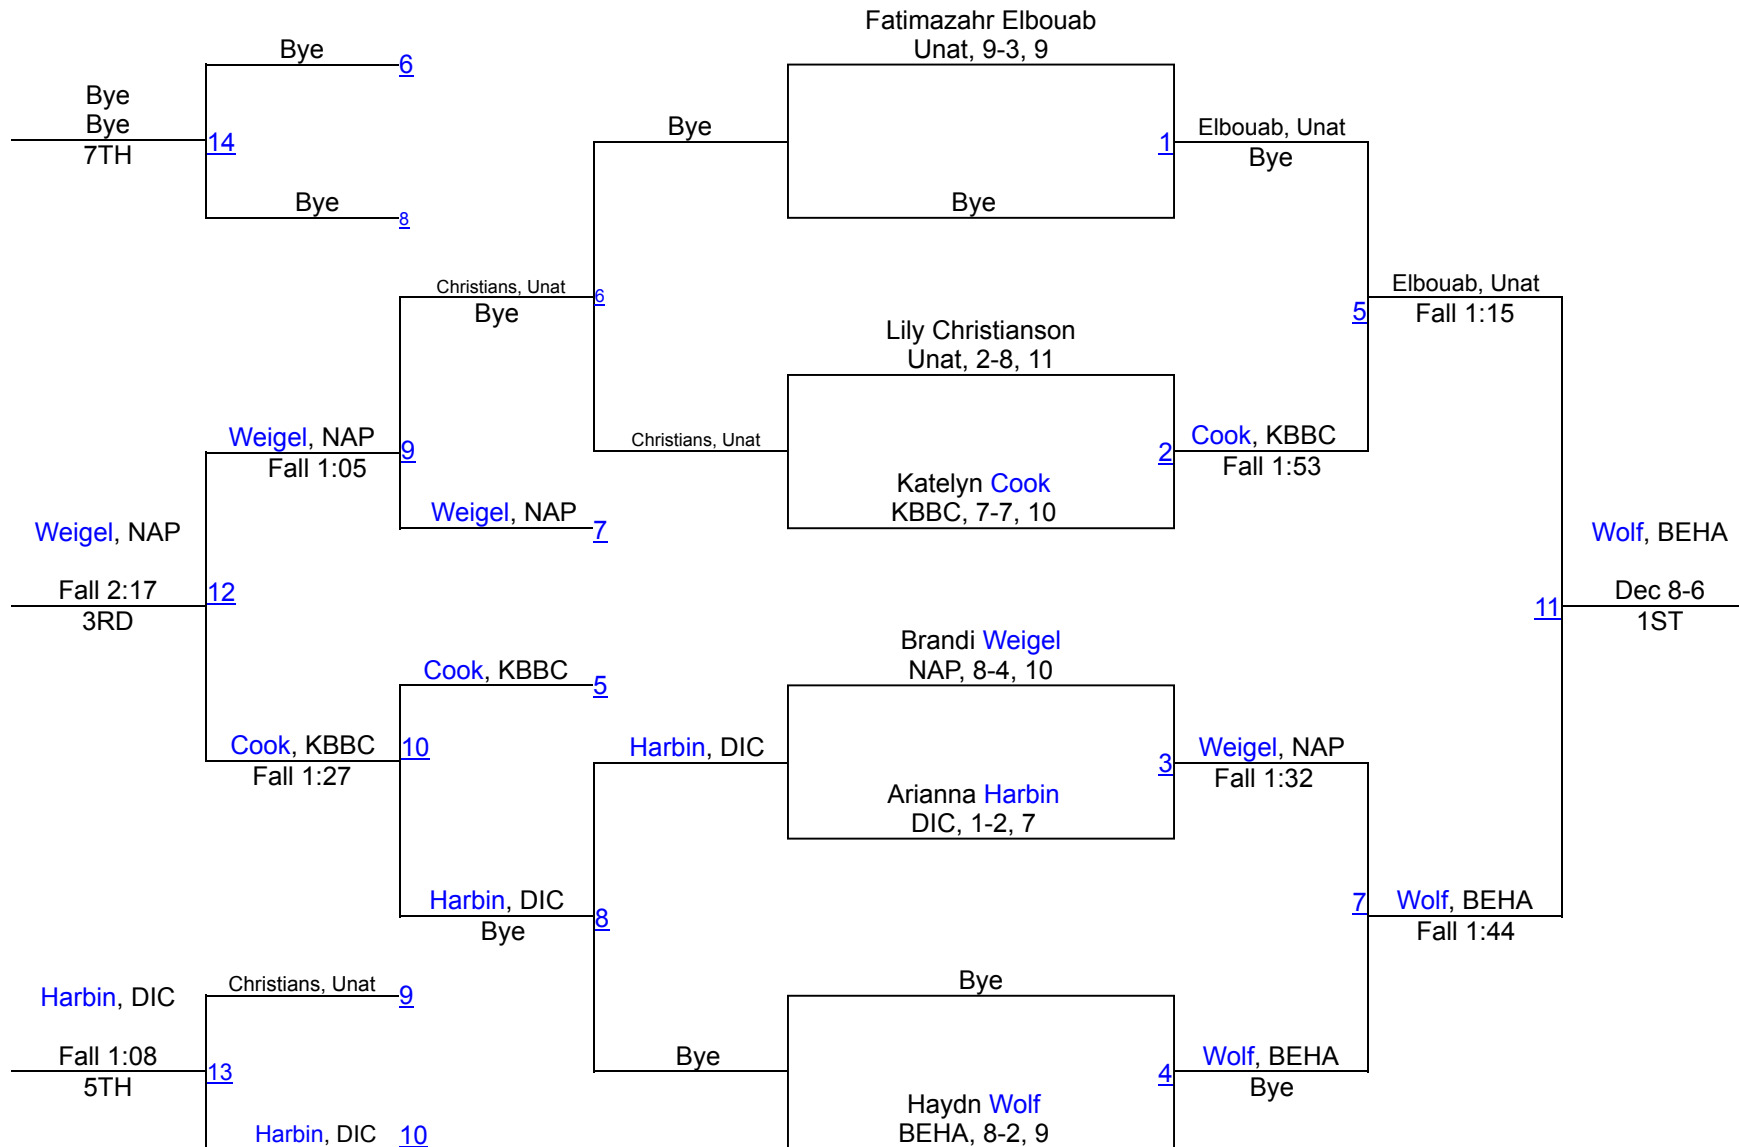 Fatimazahr Elbouab
Unat, 9-3, 9
Bye
6
Bye
Bye
7TH
14
Bye
8
Bye
1
Elbouab, Unat
Bye
Bye
Christians, Unat
Bye
6
Elbouab, Unat
Fall 1:15
5
Lily Christianson
Unat, 2-8, 11
Christians, Unat
2
Cook, KBBC
Fall 1:53
Katelyn Cook
KBBC, 7-7, 10
Weigel, NAP
Fall 1:05
9
Weigel, NAP
7
Weigel, NAP
Fall 2:17
3RD
12
Wolf, BEHA
Dec 8-6
1ST
11
Brandi Weigel
NAP, 8-4, 10
Cook, KBBC
5
Cook, KBBC
Fall 1:27
10
Harbin, DIC
3
Weigel, NAP
Fall 1:32
Arianna Harbin
DIC, 1-2, 7
Harbin, DIC
Bye
8
7
Wolf, BEHA
Fall 1:44
Harbin, DIC
Fall 1:08
5TH
13
Christians, Unat
9
Bye
Bye
4
Wolf, BEHA
Bye
Haydn Wolf
BEHA, 8-2, 9
Harbin, DIC
10